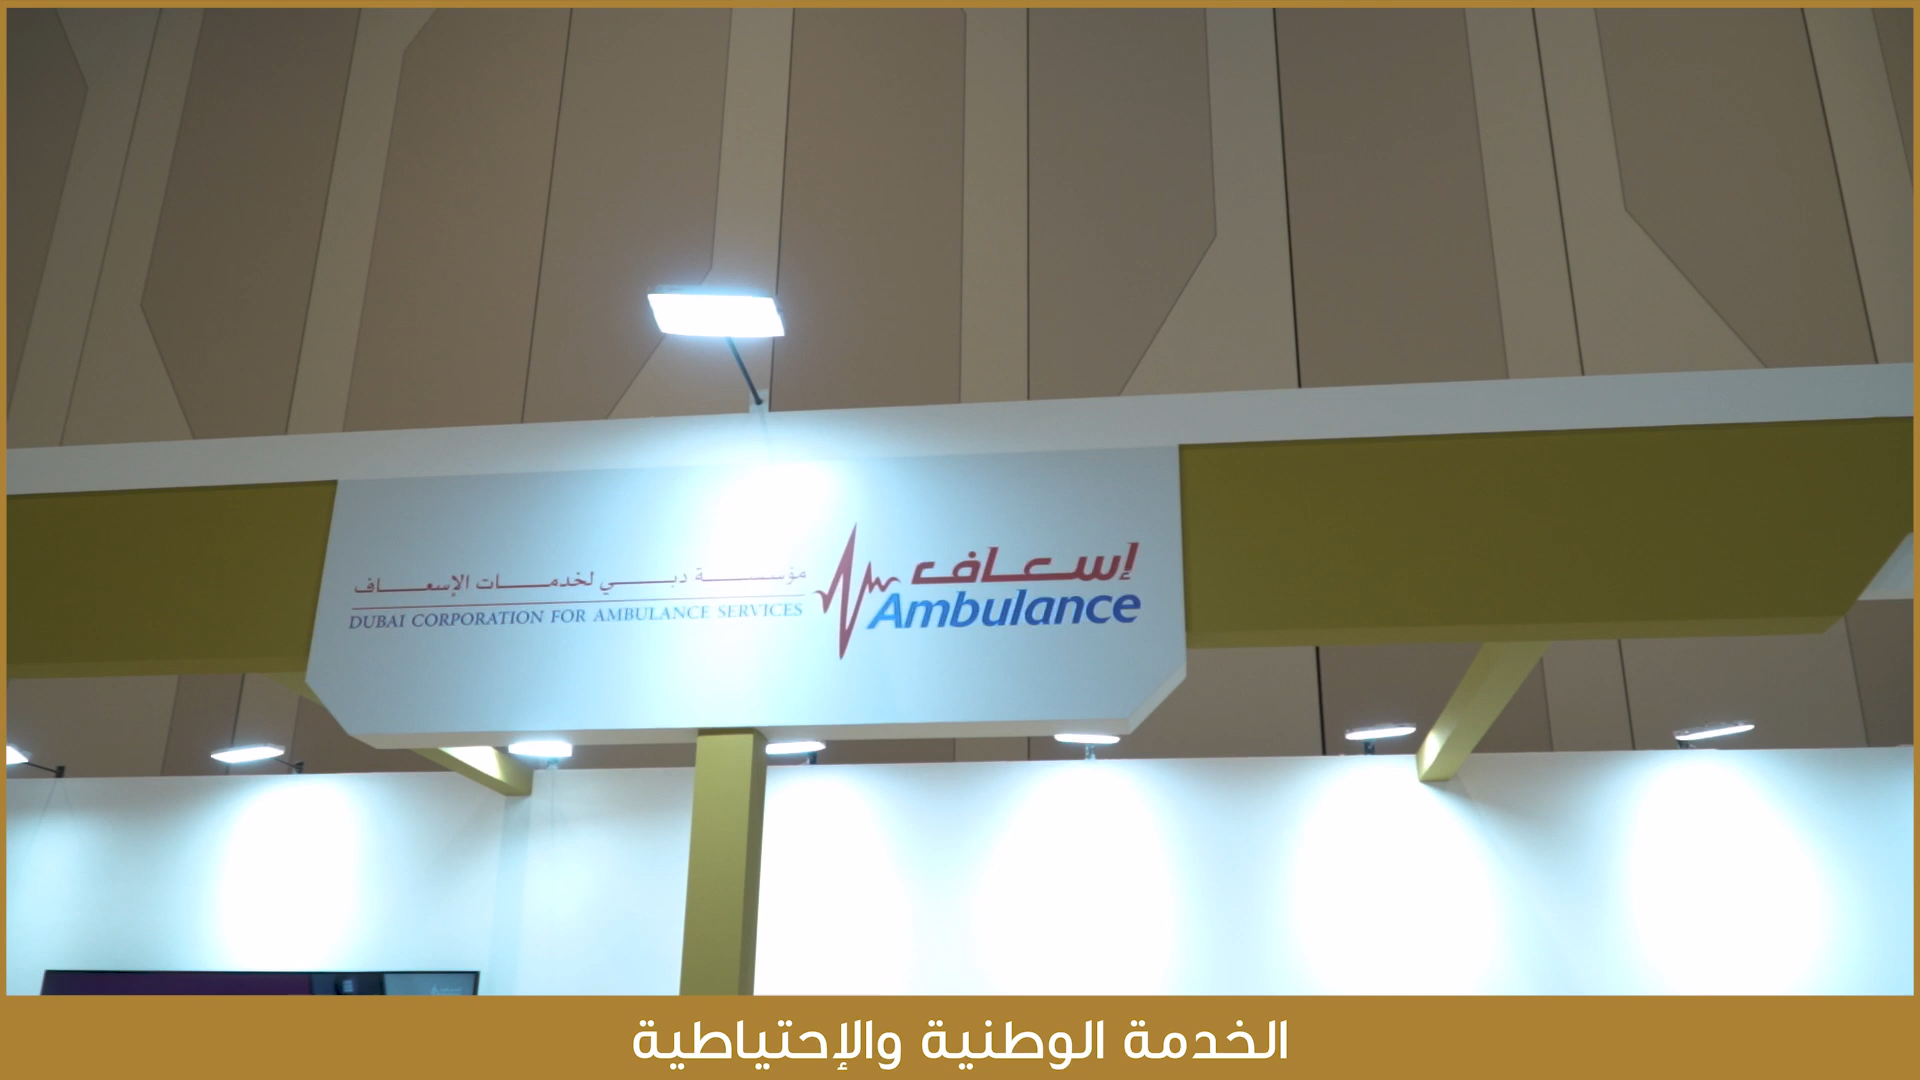 إسعاف
Ambulance
مؤسسة دبي لخدمات الإسعاف
DUBAI CORPORATION FOR AMBULANCE SERVICES
الخدمة الوطنية والإحتياطية